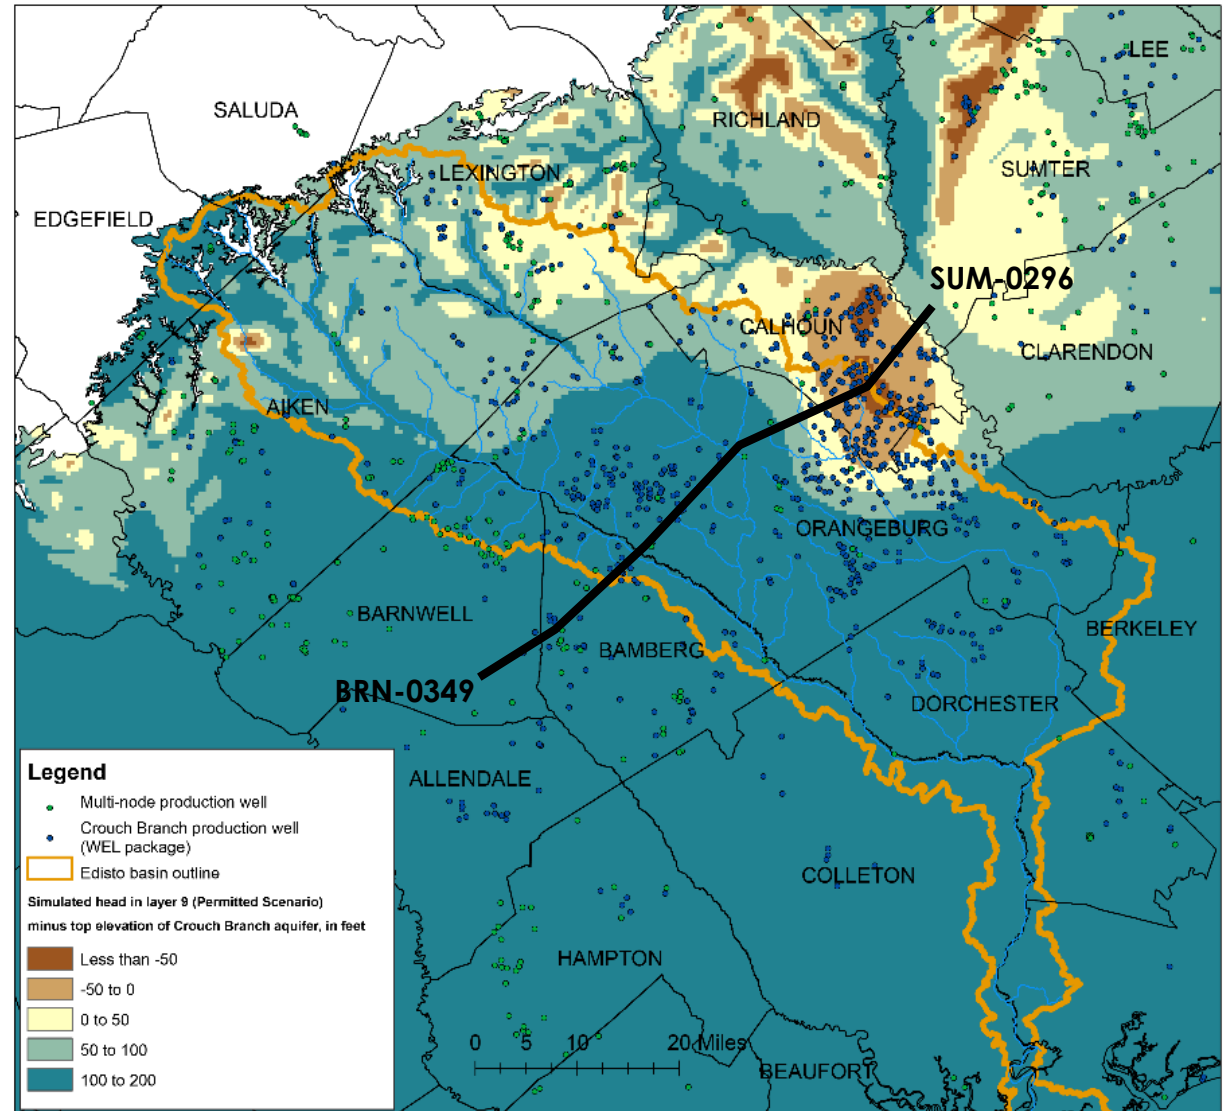 LEE
SALUDA
RICHLAND
LEXINGTON
SUMTER
EDGEFIELD
SUM-0296
CALHOUN
CLARENDON
AIKEN
ORANGEBURG
BARNWELL
BERKELEY
BAMBERG
BRN-0349
DORCHESTER
ALLENDALE
COLLETON
HAMPTON
BEAUFORT
Legend
Multi-node production well
Crouch Branch production well
(WEL package)
Edisto basin outline
Simulated head in layer 9 (Permitted Scenario)
minus top elevation of Crouch Branch aquifer, in feet
Less than -50
-50 to 0
0 to 50
50 to 100
100 to 200
0 5 10 20 Miles